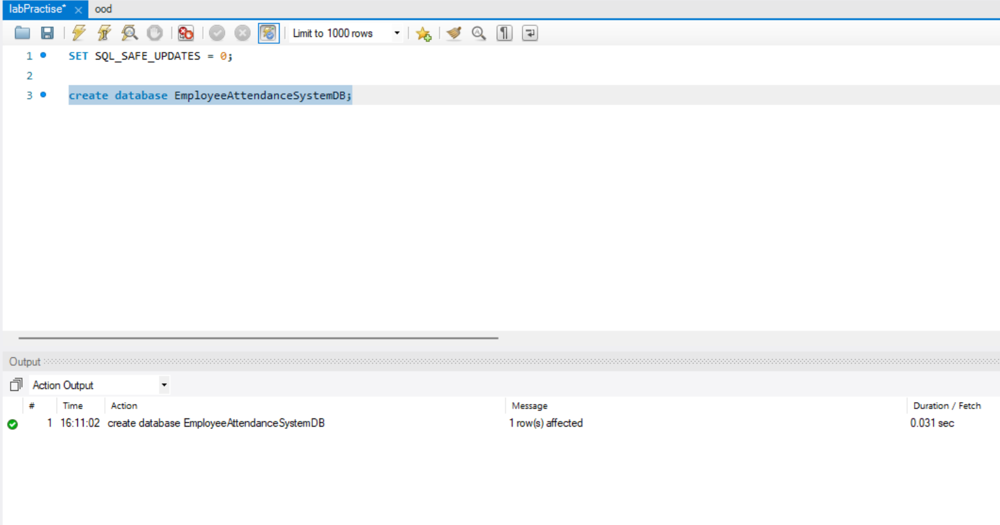 labPractise* ood
Limit to 1000 rows
1 SET SQL_SAFE_UPDATES = 0;
2
3 create database EmployeeAttendanceSystemDB;
Output
Action Output
# Time Action Message Duration / Fetch
1 16:11:02 create database EmployeeAttendanceSystemDB 1 row(s) affected 0.031 sec